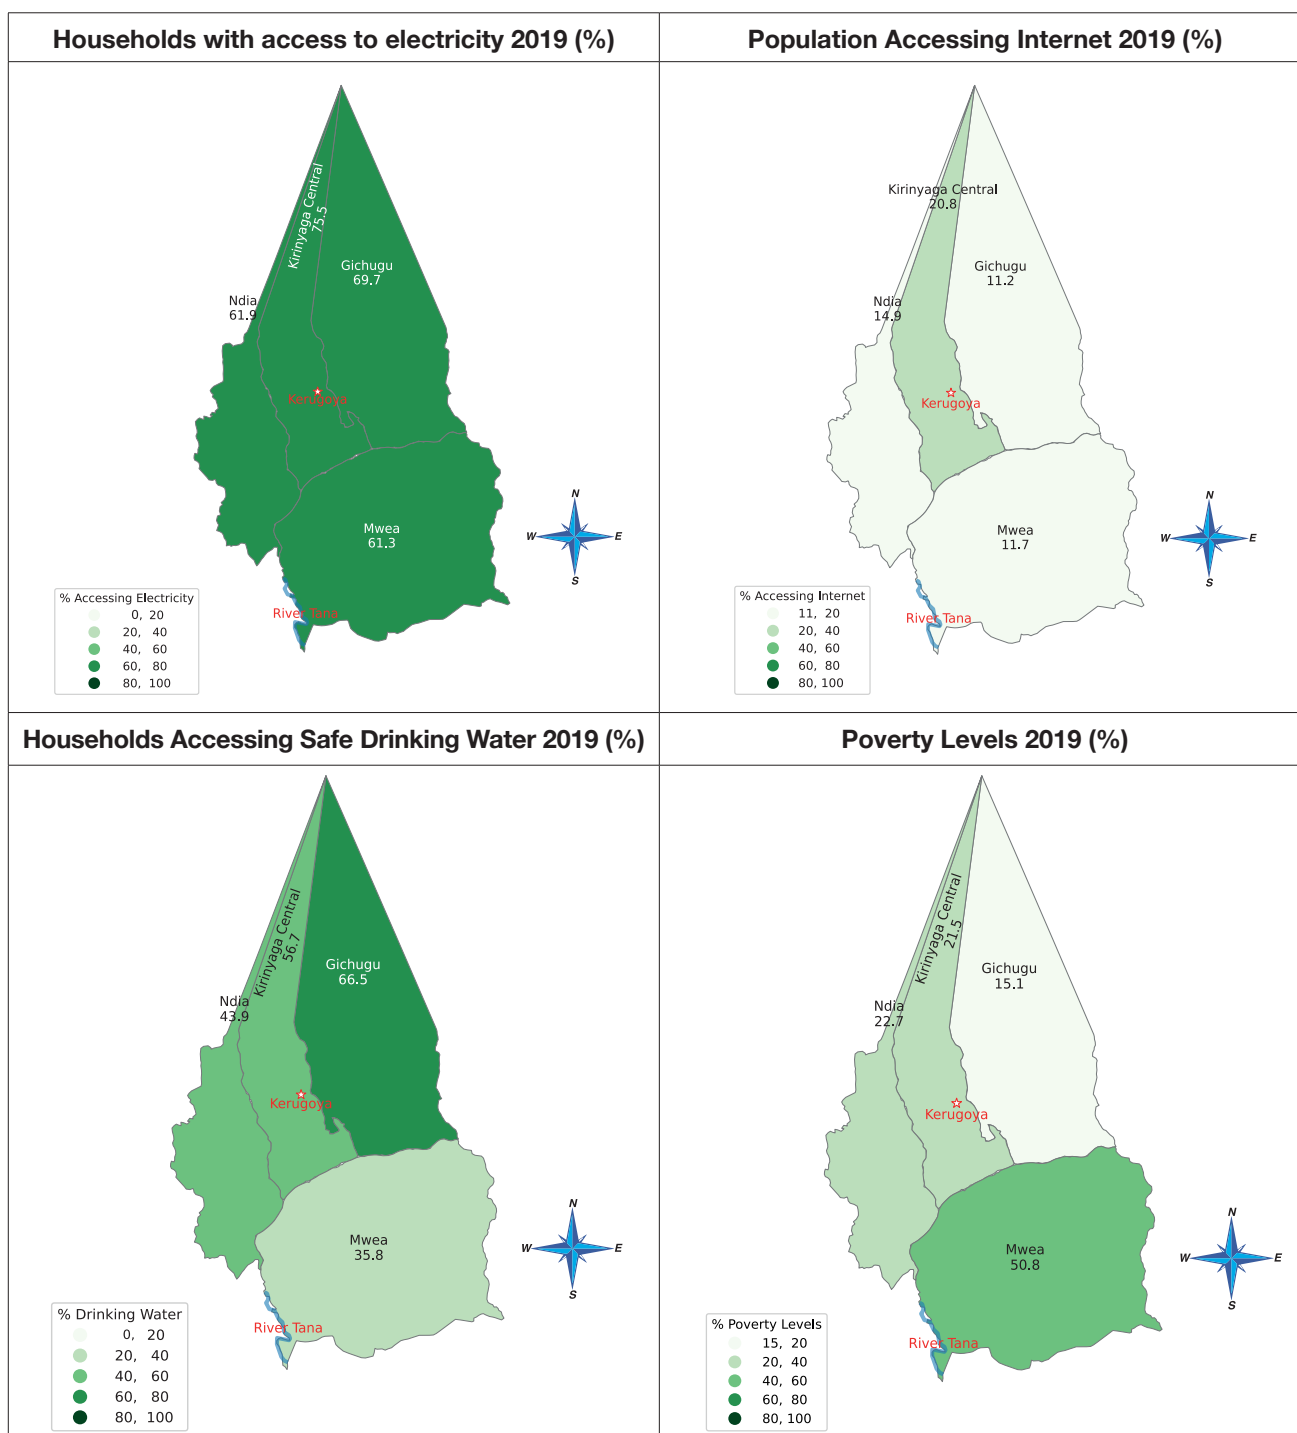 Households with access to electricity 2019 (%)
Population Accessing Internet 2019 (%)
Kirinyaga Central
75.5
Gichugu
69.7
Ndia
61.9
Kerugoya
Mwea
61.3
River Tana
N
W
E
S
% Accessing Electricity
0, 20
20, 40
40, 60
60, 80
80, 100
Kirinyaga Central
20.8
Gichugu
11.2
Ndia
14.9
Kerugoya
Mwea
11.7
River Tana
N
W
E
S
% Accessing Internet
11, 20
20, 40
40, 60
60, 80
80, 100
Households Accessing Safe Drinking Water 2019 (%)
Poverty Levels 2019 (%)
Kirinyaga Central
56.7
Gichugu
66.5
Ndia
43.9
Kerugoya
Mwea
35.8
River Tana
N
W
E
S
% Drinking Water
0, 20
20, 40
40, 60
60, 80
80, 100
Kirinyaga Central
21.5
Gichugu
15.1
Ndia
22.7
Kerugoya
Mwea
50.8
River Tana
N
W
E
S
% Poverty Levels
15, 20
20, 40
40, 60
60, 80
80, 100